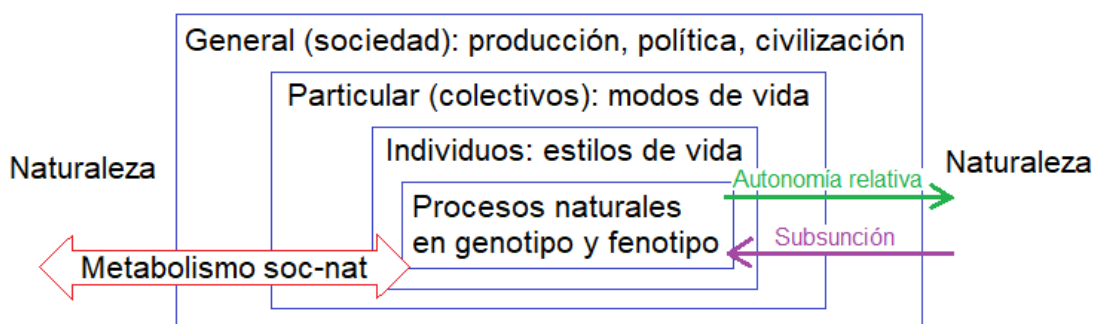 General (sociedad): producción, política, civilización
Particular (colectivos): modos de vida
Individuos: estilos de vida
Naturaleza
Naturaleza
Autonomía relativa
Procesos naturales
en genotipo y fenotipo
Subsunción
Metabolismo soc-nat